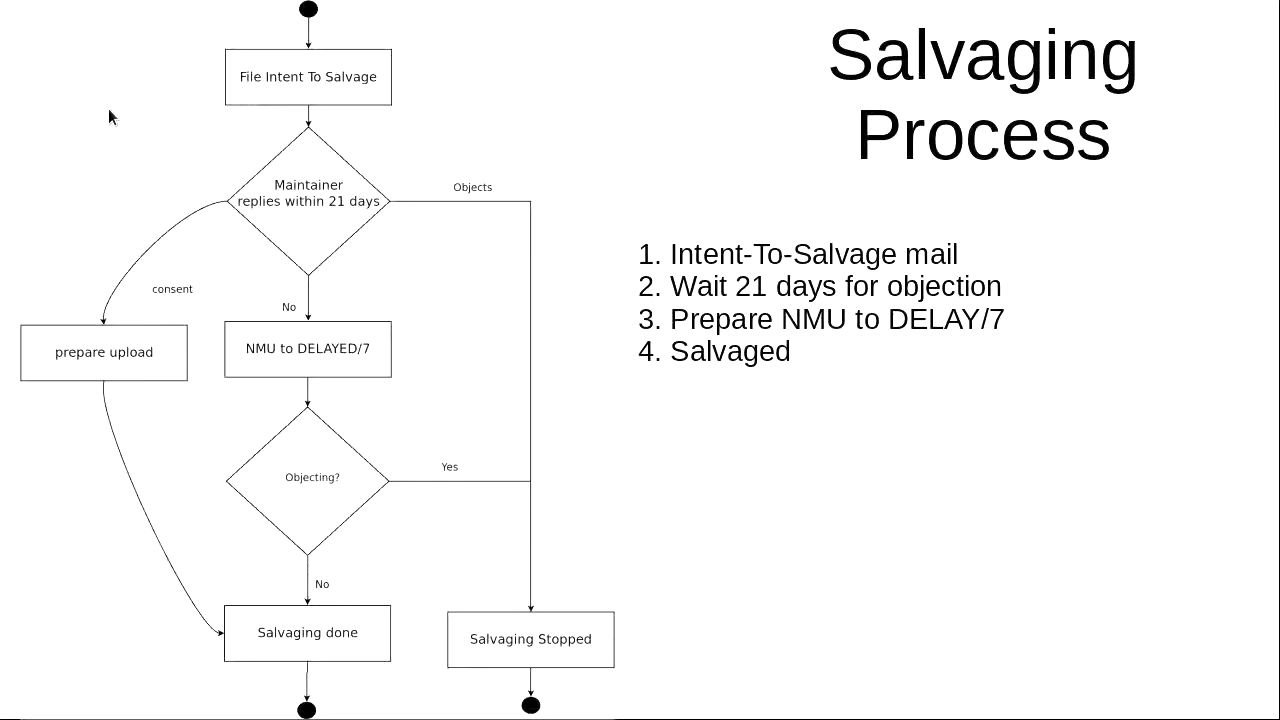 Salvaging
Process
File Intent To Salvage
Maintainer
replies within 21 days
Objects
consent
No
prepare upload
NMU to DELAYED/7
Objecting?
Yes
No
Salvaging done
Salvaging Stopped
1. Intent-To-Salvage mail
2. Wait 21 days for objection
3. Prepare NMU to DELAY/7
4. Salvaged